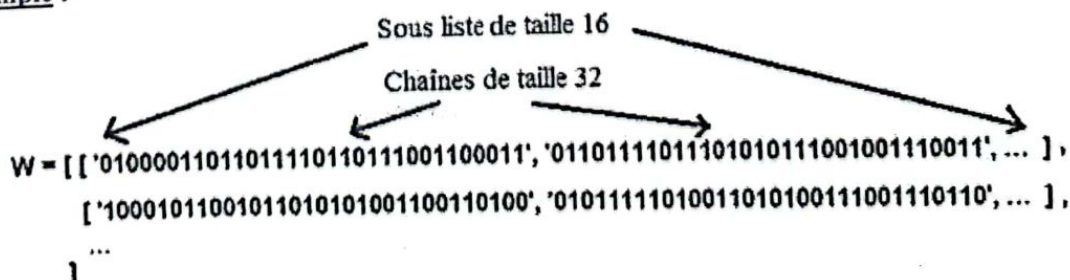 Sous liste de taille 16
Chaînes de taille 32
W = [ [ '01000011011011110110111001100011', '01101111011101010111001001110011', ... ] ,
[ '10001011001011010101001100110100', '01011111010011010100111001110110', ... ] ,
...
]